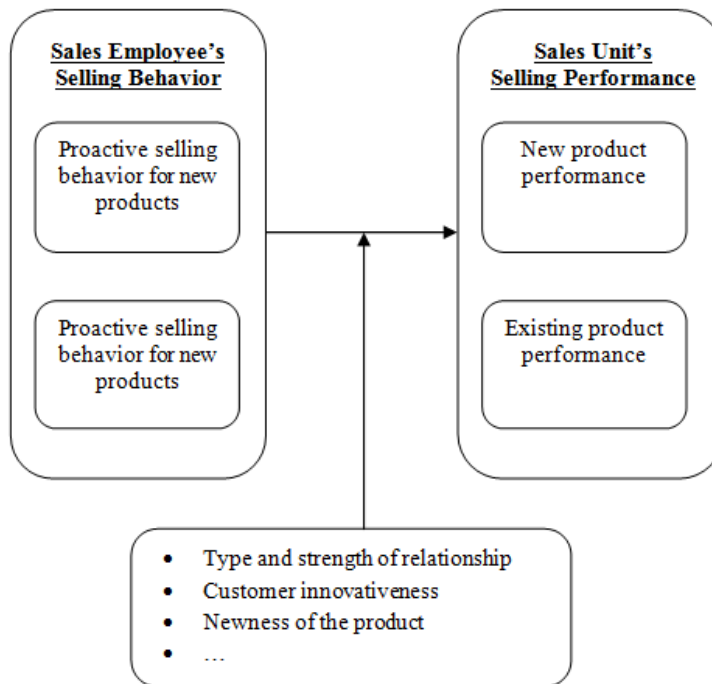 Sales Employee's
Selling Behavior
Proactive selling
behavior for new
products
Proactive selling
behavior for new
products
Sales Unit's
Selling Performance
New product
performance
Existing product
performance
• Type and strength of relationship
• Customer innovativeness
• Newness of the product
• …